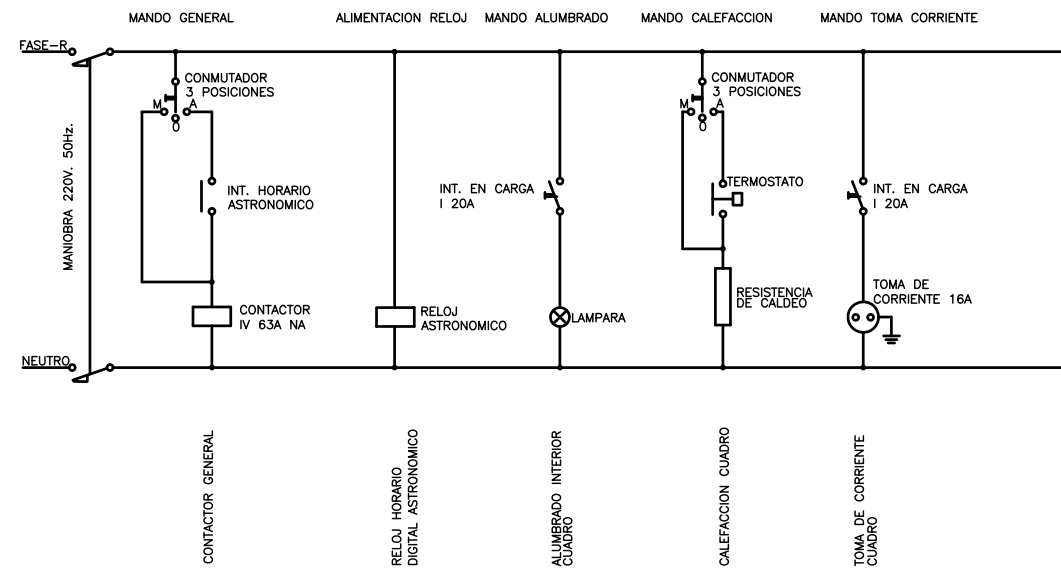 MANDO GENERAL
ALIMENTACION RELOJ
MANDO ALUMBRADO
MANDO CALEFACCION
MANDO TOMA CORRIENTE
FASE-R
MANIOBRA 220V. 50Hz.
NEUTRO
CONMUTADOR
3 POSICIONES
M
A
O
INT. HORARIO
ASTRONOMICO
CONTACTOR
IV 63A NA
RELOJ
ASTRONOMICO
INT. EN CARGA
I 20A
LAMPARA
CONMUTADOR
3 POSICIONES
M
A
O
TERMOSTATO
RESISTENCIA
DE CALDEO
INT. EN CARGA
I 20A
TOMA DE
CORRIENTE 16A
CONTACTOR GENERAL
RELOJ HORARIO
DIGITAL ASTRONOMICO
ALUMBRADO INTERIOR
CUADRO
CALEFACCION CUADRO
TOMA DE CORRIENTE
CUADRO